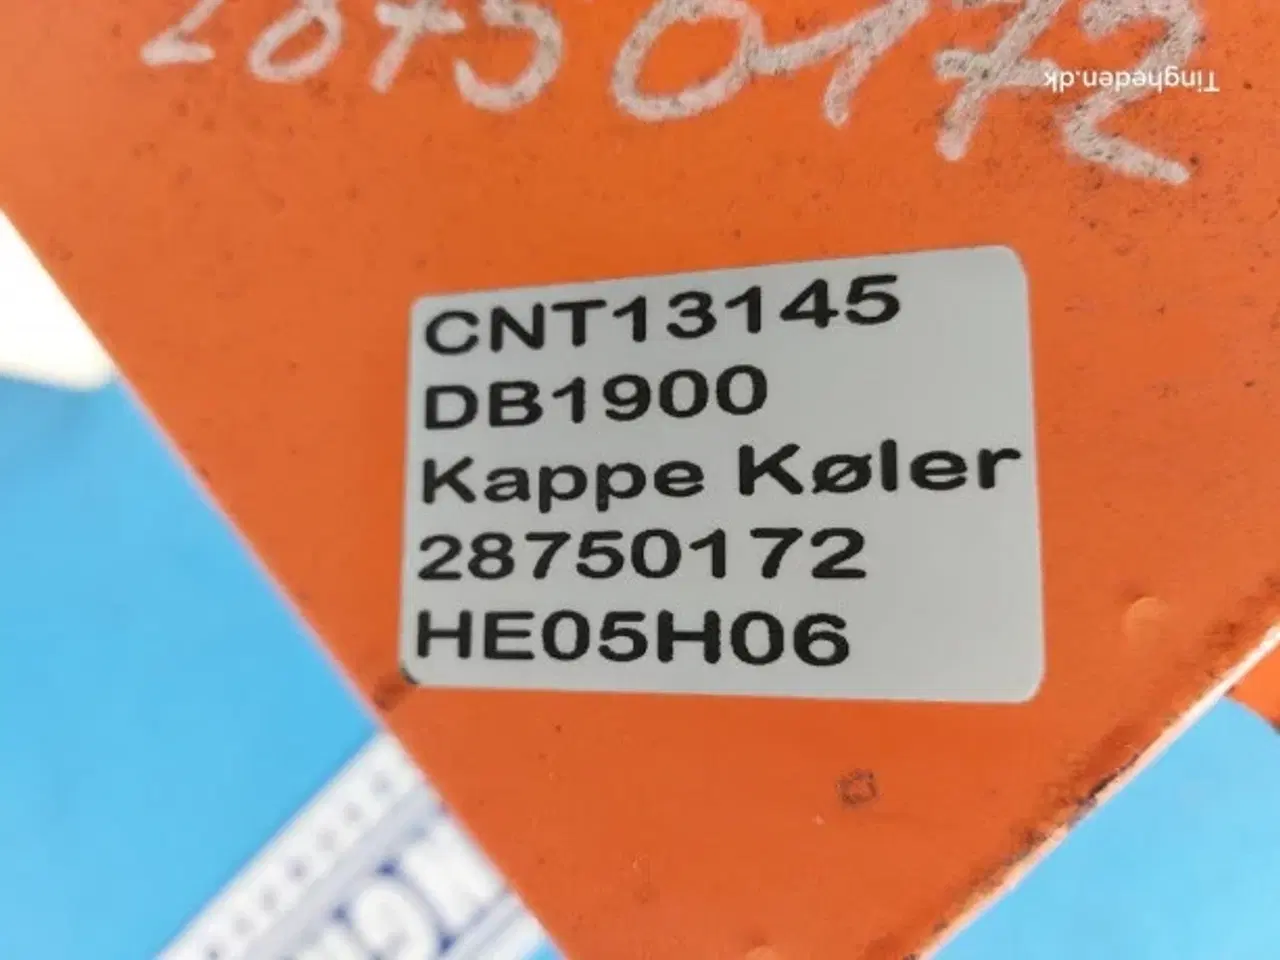 28750172
Tingheden.dk
CNT13145
DB1900
Kappe Køler
28750172
HE05H06